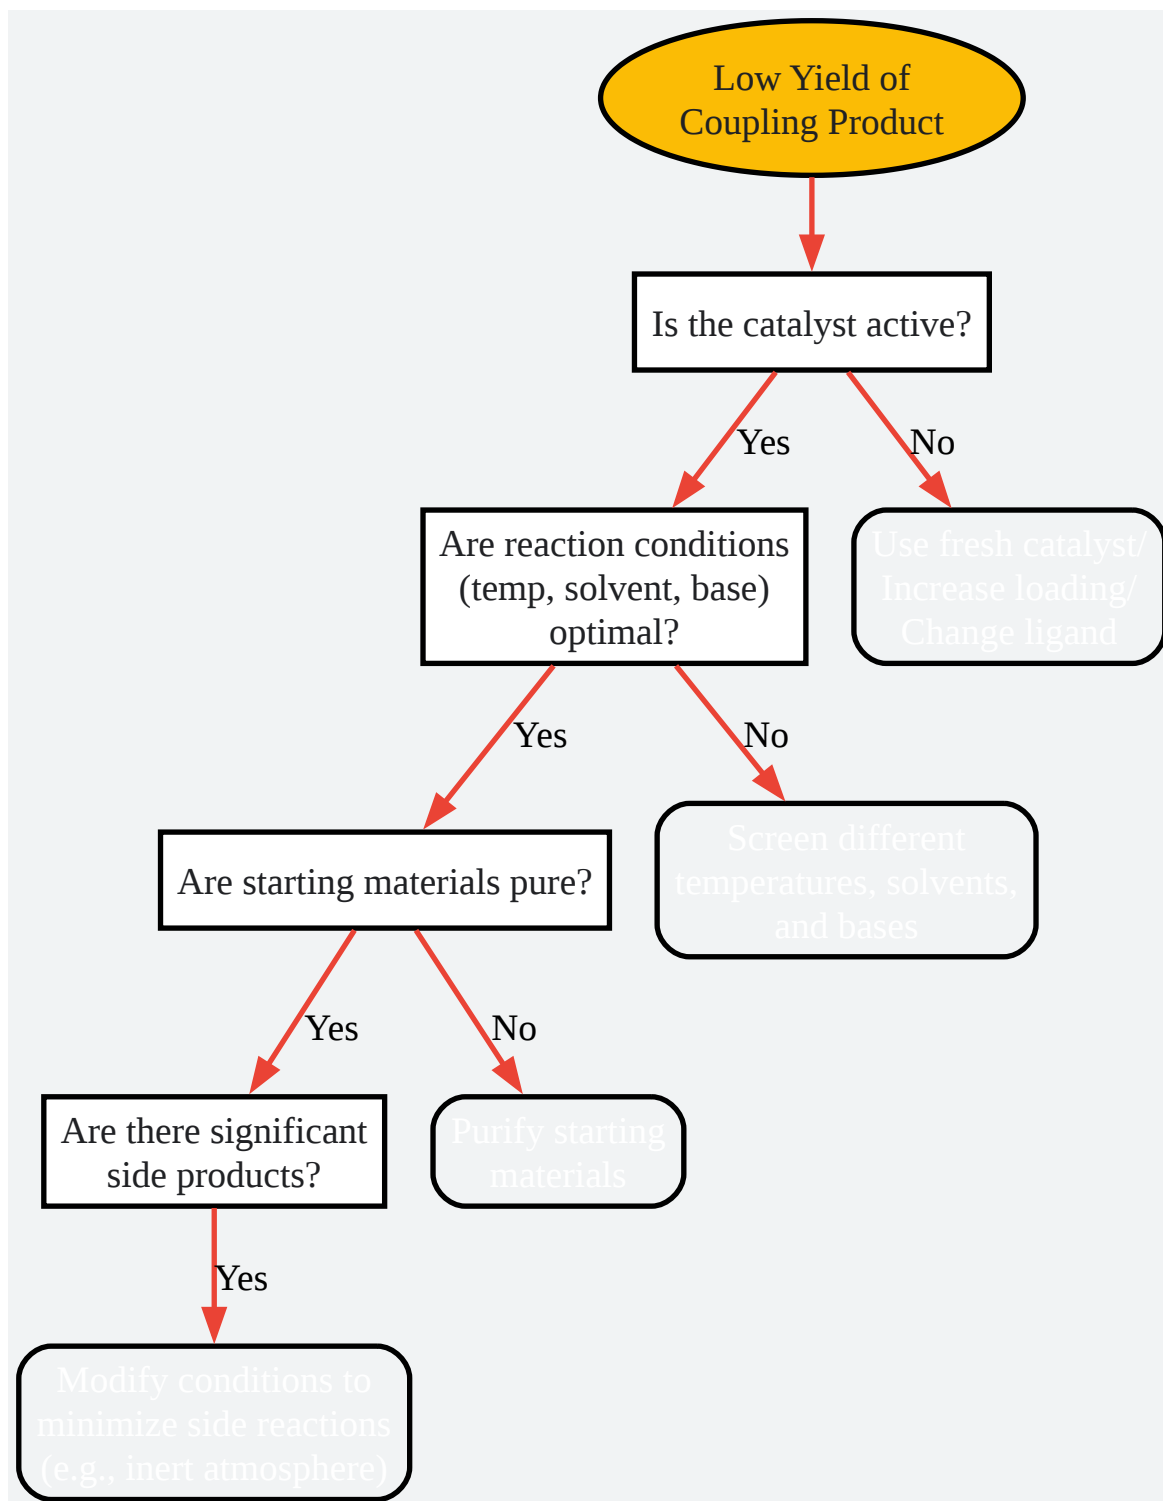 Low Yield of
Coupling Product
Is the catalyst active?
Yes
No
Are reaction conditions
(temp, solvent, base)
optimal?
Use fresh catalyst/
Increase loading/
Change ligand
Yes
No
Are starting materials pure?
Screen different
temperatures, solvents,
and bases
Yes
No
Are there significant
side products?
Purify starting
materials
Yes
Modify conditions to
minimize side reactions
(e.g., inert atmosphere)